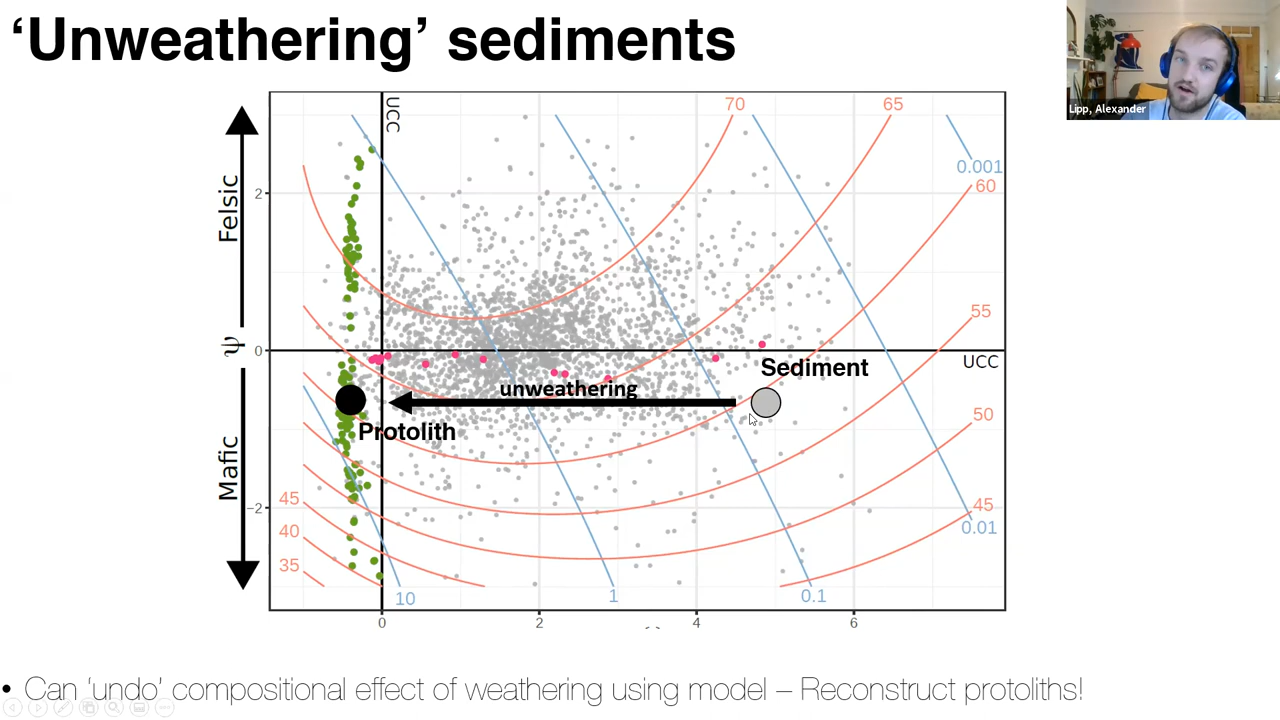 ‘Unweathering’ sediments
Lipp, Alexander
Felsic
ψ
Mafic
UCC
70
65
0.001
60
55
50
45
0.01
2
0
−2
UCC
Sediment
unweathering
Protolith
45
40
35
10
1
0.1
0
2
4
6
• Can ‘undo’ compositional effect of weathering using model – Reconstruct protoliths!